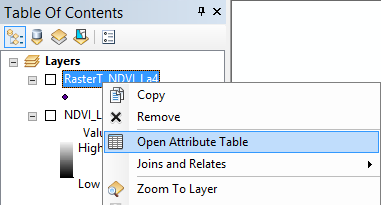 Table Of Contents
Layers
RasterT_NDVI_La4
Copy
Remove
NDVI_L
Open Attribute Table
Valu
High
Joins and Relates
Low
Zoom To Layer